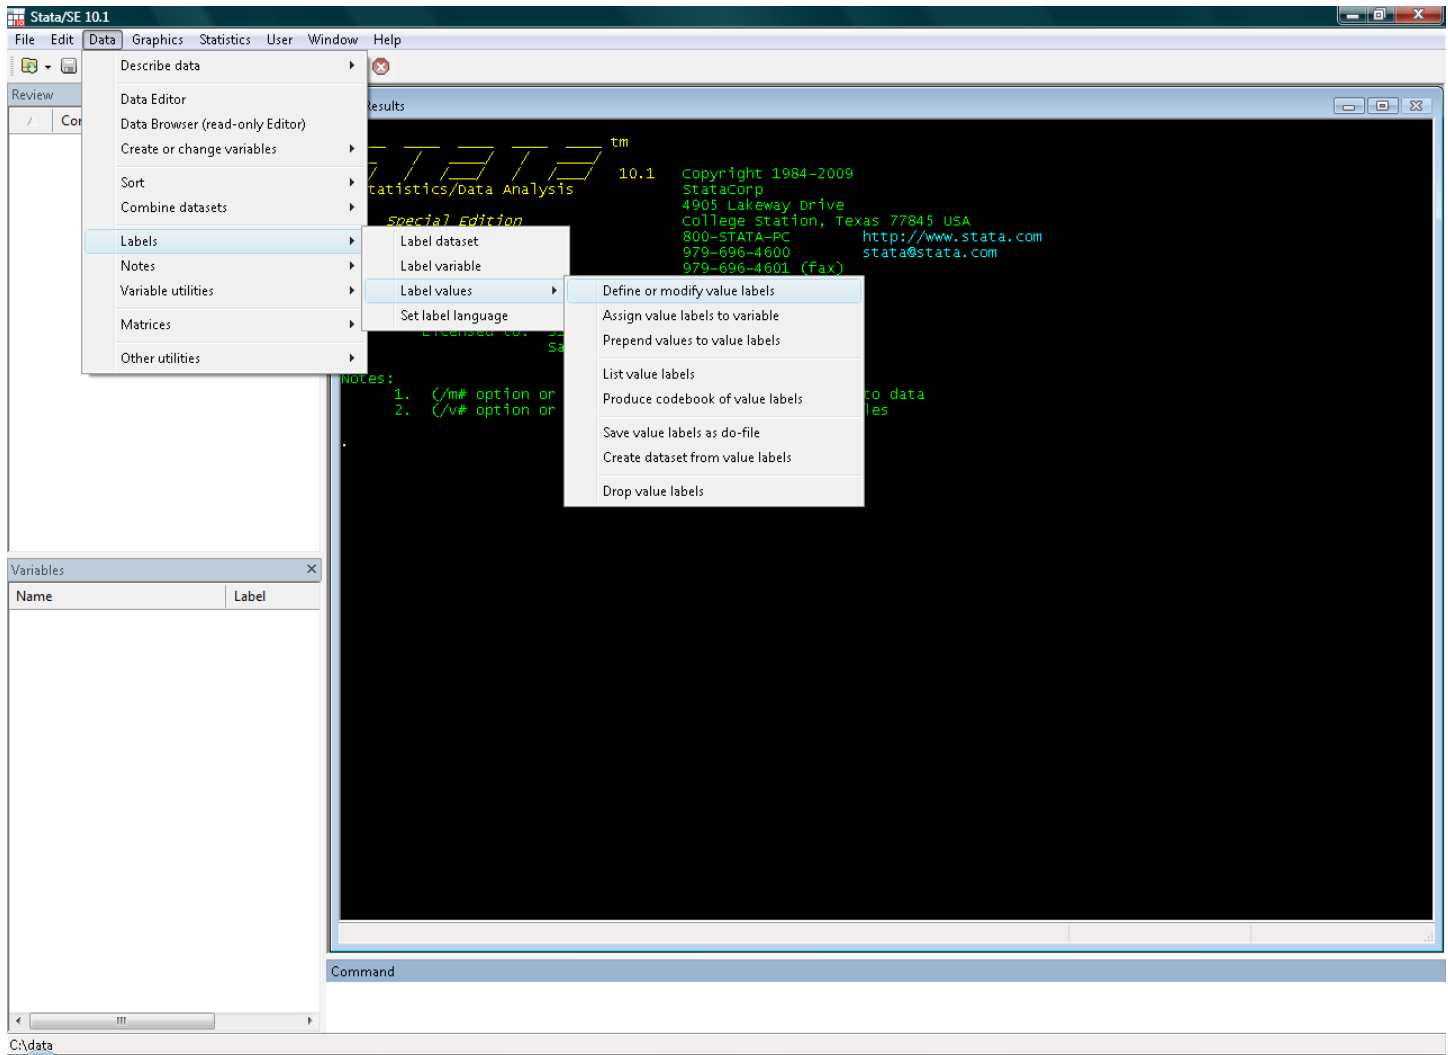 Stata/SE 10.1
File Edit Data Graphics Statistics User Window Help
Review
Results
Describe data
Data Editor
Data Browser (read-only Editor)
Create or change variables
Sort
Combine datasets
Labels
Notes
Variable utilities
Matrices
Other utilities
Label dataset
Label variable
Label values
Set label language
Define or modify value labels
Assign value labels to variable
Prepend values to value labels
List value labels
Produce codebook of value labels
Save value labels as do-file
Create dataset from value labels
Drop value labels
tm
10.1 Copyright 1984-2009
tatistics/Data Analysis StataCorp
4905 Lakeway Drive
Special Edition College Station, Texas 77845 USA
800-STATA-PC http://www.stata.com
979-696-4600 stata@stata.com
979-696-4601 (fax)
Licensed to:
Notes:
1. (/m# option or to data
2. (/v# option or
.
Variables
Name Label
Command
C:\data